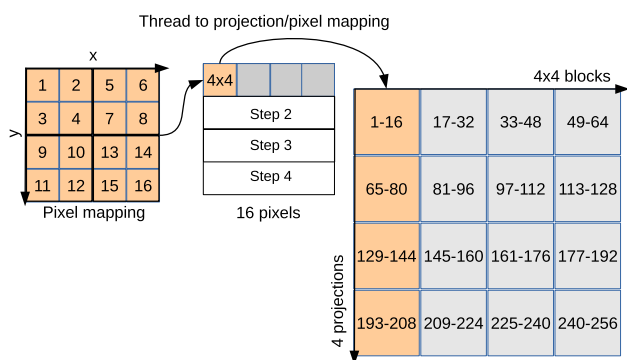 Thread to projection/pixel mapping
x
4x4 blocks
y
1 2 5 6
3 4 7 8
9 10 13 14
11 12 15 16
Pixel mapping
4x4
Step 2
Step 3
Step 4
16 pixels
1-16 17-32 33-48 49-64
65-80 81-96 97-112 113-128
129-144 145-160 161-176 177-192
193-208 209-224 225-240 240-256
4 projections